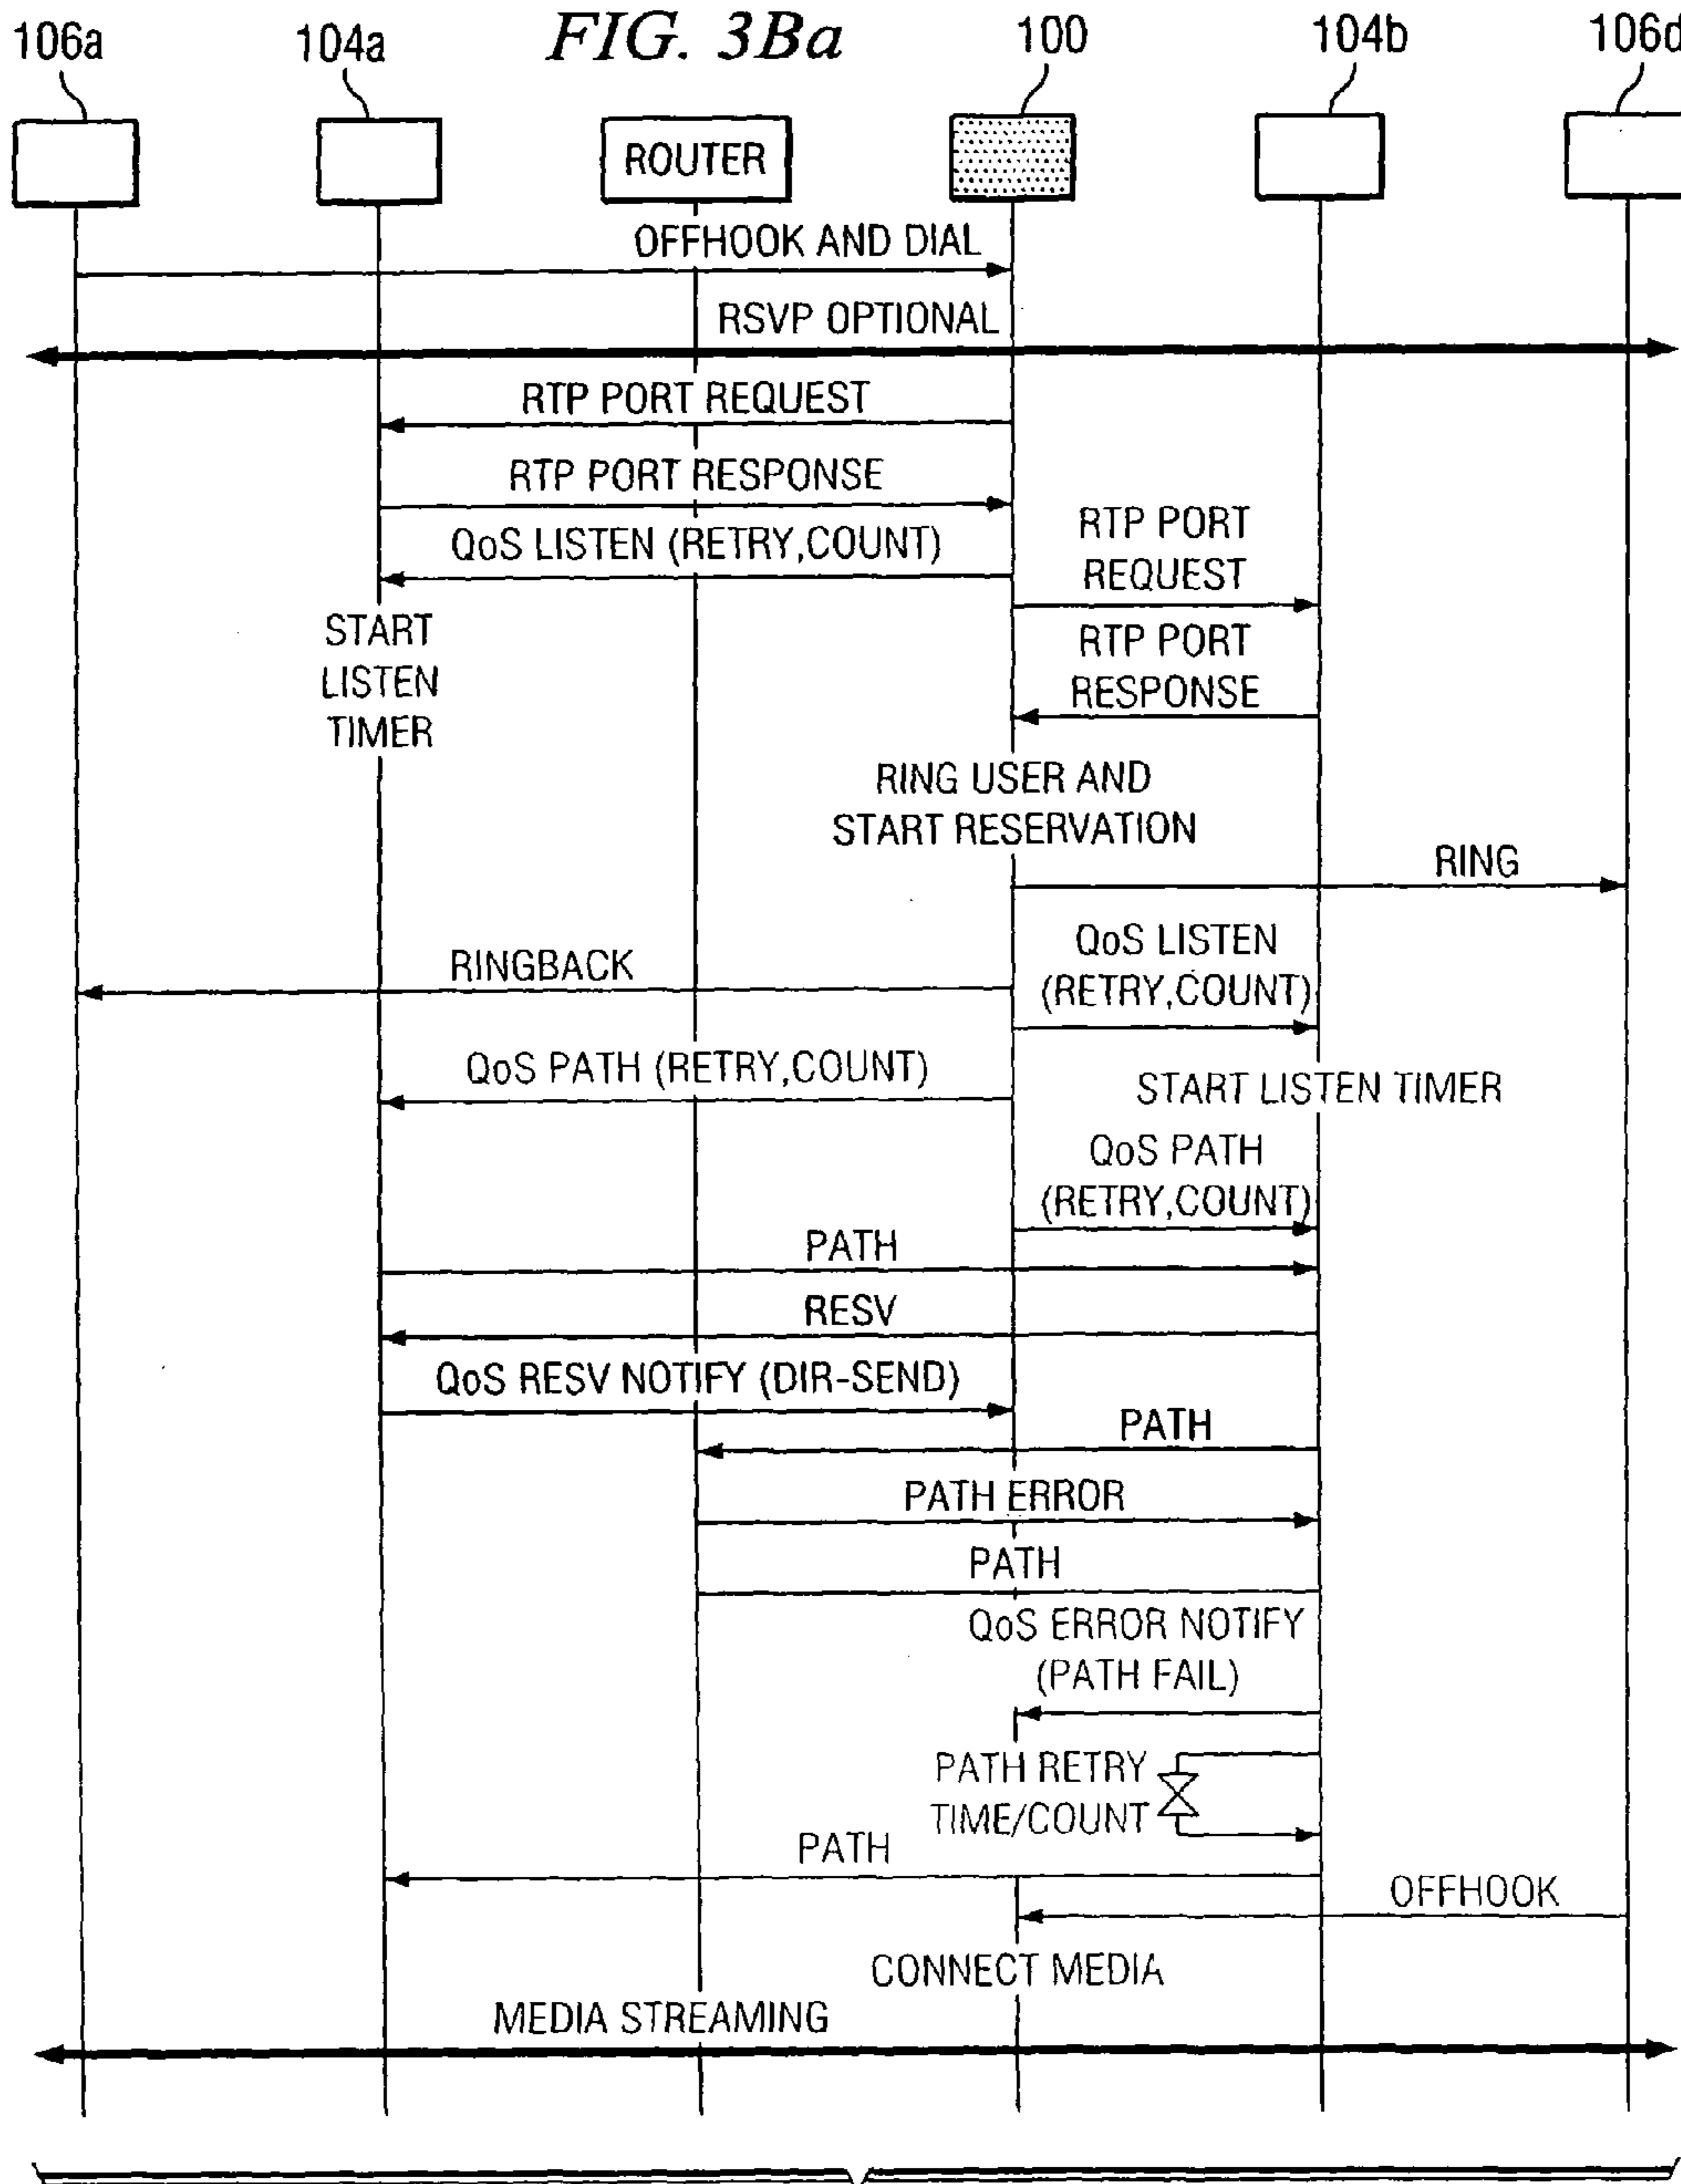 FIG. 3Ba
106a
104a
100
104b
106d
ROUTER
OFFHOOK AND DIAL
RSVP OPTIONAL
RTP PORT REQUEST
RTP PORT RESPONSE
QoS LISTEN (RETRY,COUNT)
RTP PORT
REQUEST
START
LISTEN
TIMER
RTP PORT
RESPONSE
RING USER AND
START RESERVATION
RING
RINGBACK
QoS LISTEN
(RETRY,COUNT)
QoS PATH (RETRY,COUNT)
START LISTEN TIMER
QoS PATH
(RETRY,COUNT)
PATH
RESV
QoS RESV NOTIFY (DIR-SEND)
PATH
PATH ERROR
PATH
QoS ERROR NOTIFY
(PATH FAIL)
PATH RETRY
TIME/COUNT
PATH
OFFHOOK
CONNECT MEDIA
MEDIA STREAMING